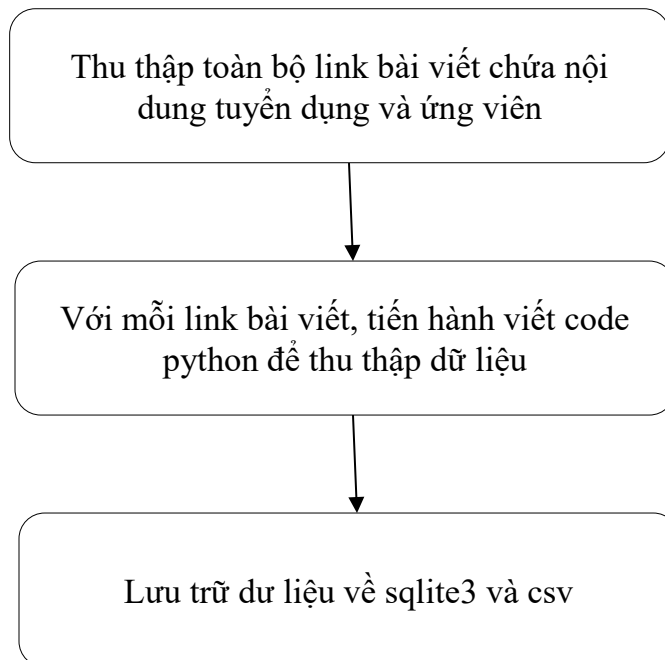 Thu thập toàn bộ link bài viết chứa nội
dung tuyển dụng và ứng viên
Với mỗi link bài viết, tiến hành viết code
python để thu thập dữ liệu
Lưu trữ dư liệu về sqlite3 và csv